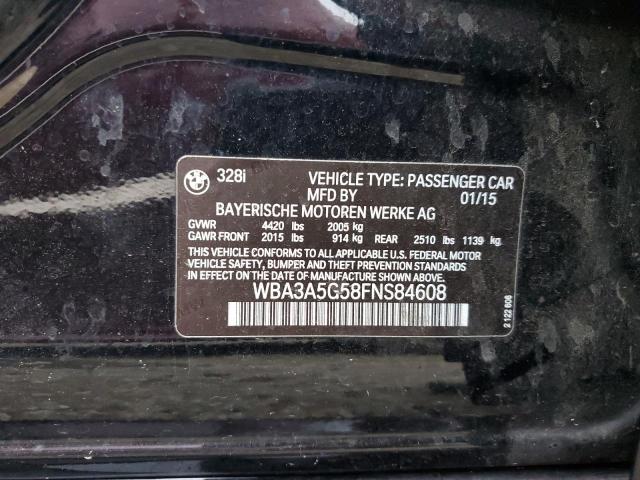 328i VEHICLE TYPE: PASSENGER CAR
MFD BY 01/15
BAYERISCHE MOTOREN WERKE AG
GVWR 4420 lbs 2005 kg
GAWR FRONT 2015 lbs 914 kg REAR 2510 lbs 1139 kg
THIS VEHICLE CONFORMS TO ALL APPLICABLE U.S. FEDERAL MOTOR
VEHICLE SAFETY, BUMPER, AND THEFT PREVENTION STANDARDS
IN EFFECT ON THE DATE OF MANUFACTURE SHOWN ABOVE.
WBA3A5G58FNS84608
2 122 606